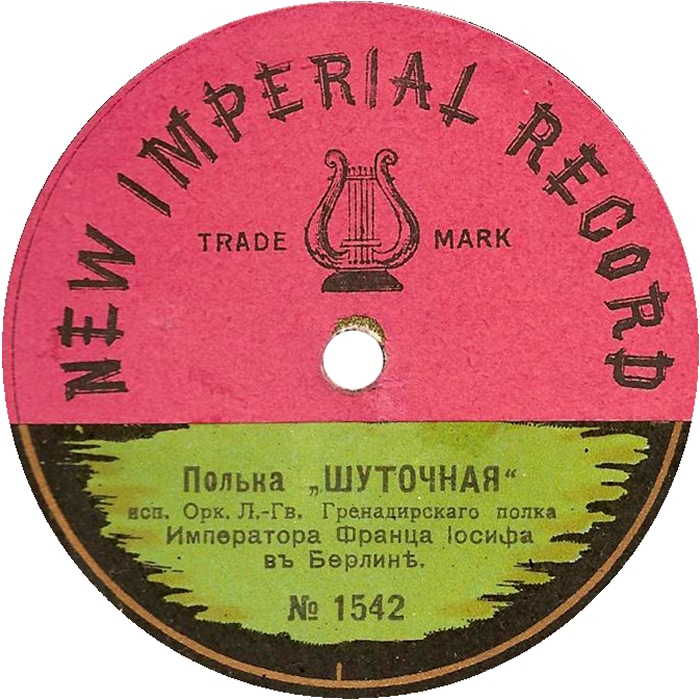 NEW IMPERIAL RECORD
TRADE MARK
Полька „ШУТОЧНАЯ“
исп. Орк. Л.-Гв. Гренадирскаго полка
Императора Франца Іосифа
въ Берлинѣ.
№ 1542